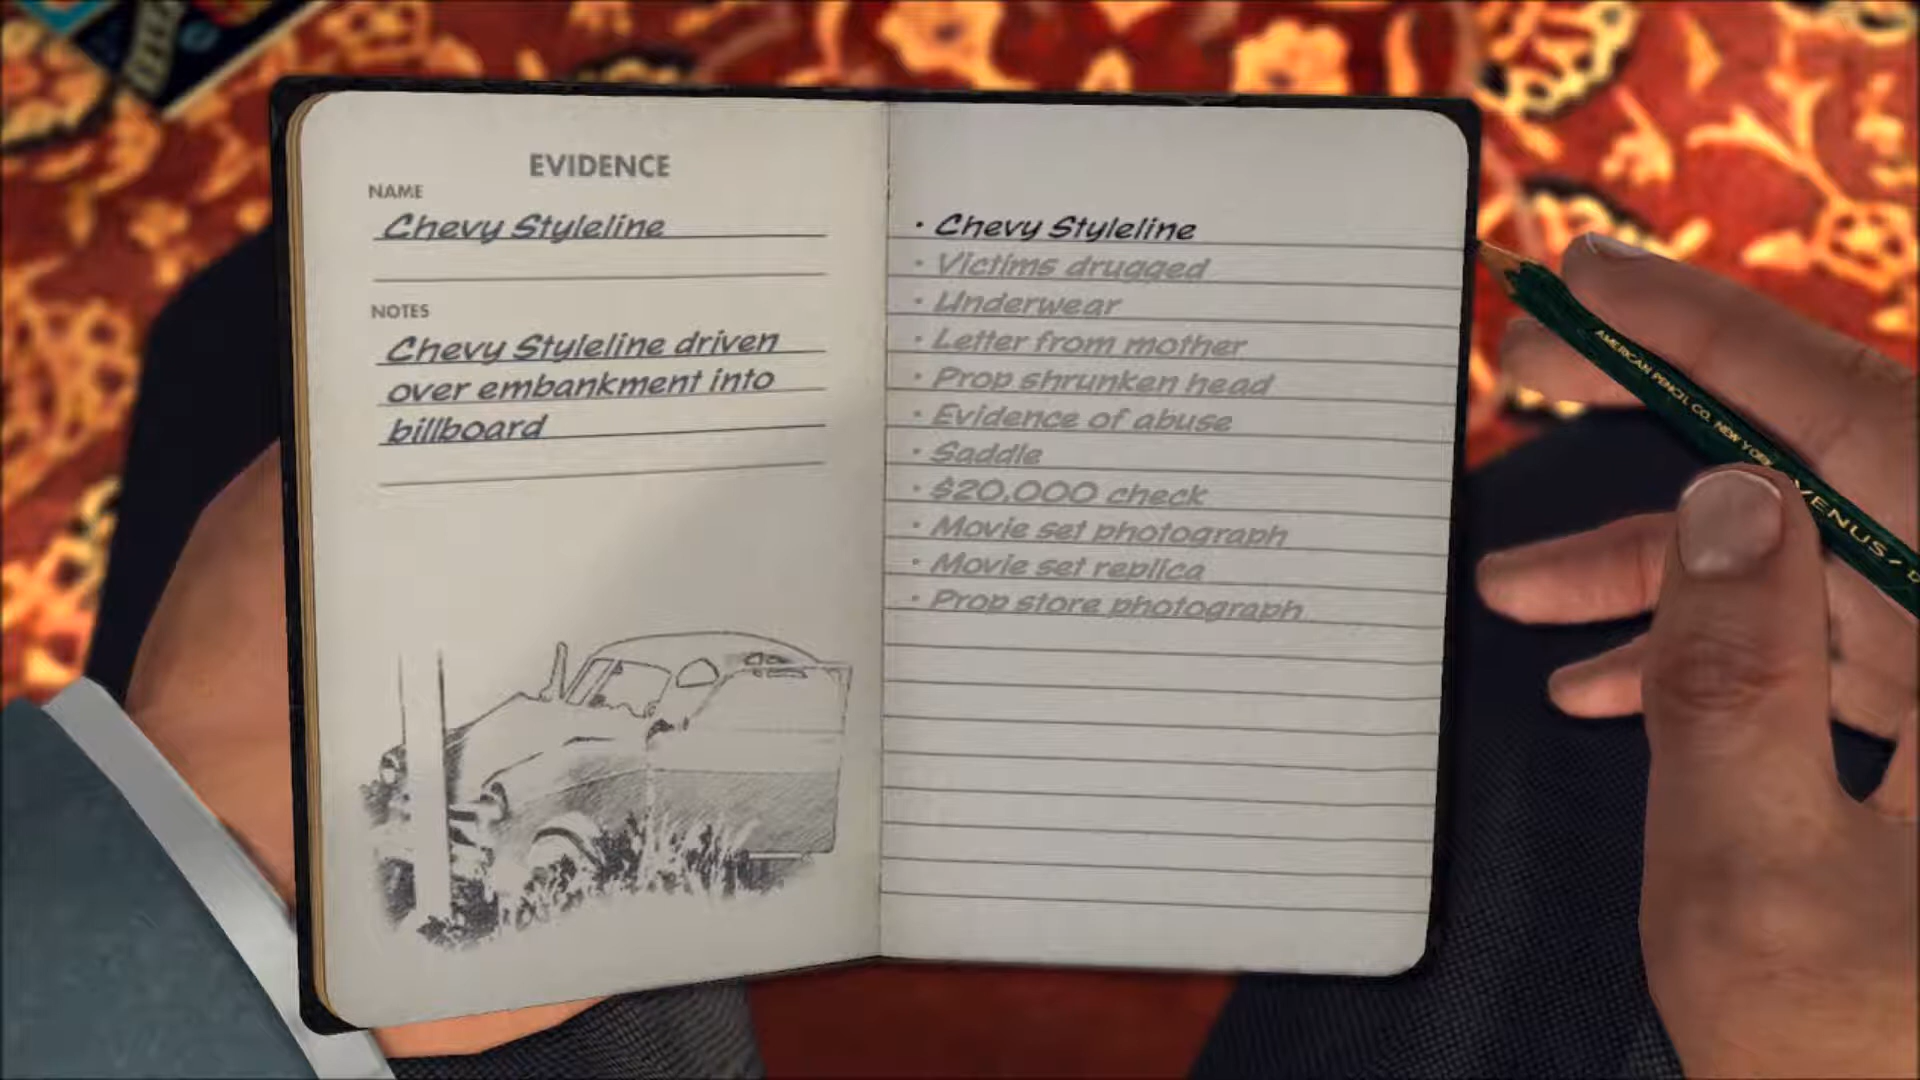 EVIDENCE
NAME
Chevy Styleline
NOTES
Chevy Styleline driven
over embankment into
billboard
• Chevy Styleline
• Victims drugged
• Underwear
• Letter from mother
• Prop shrunken head
• Evidence of abuse
• Saddle
• $20,000 check
• Movie set photograph
• Movie set replica
• Prop store photograph
AMERICAN PENCIL CO. NEW YORK VENUS